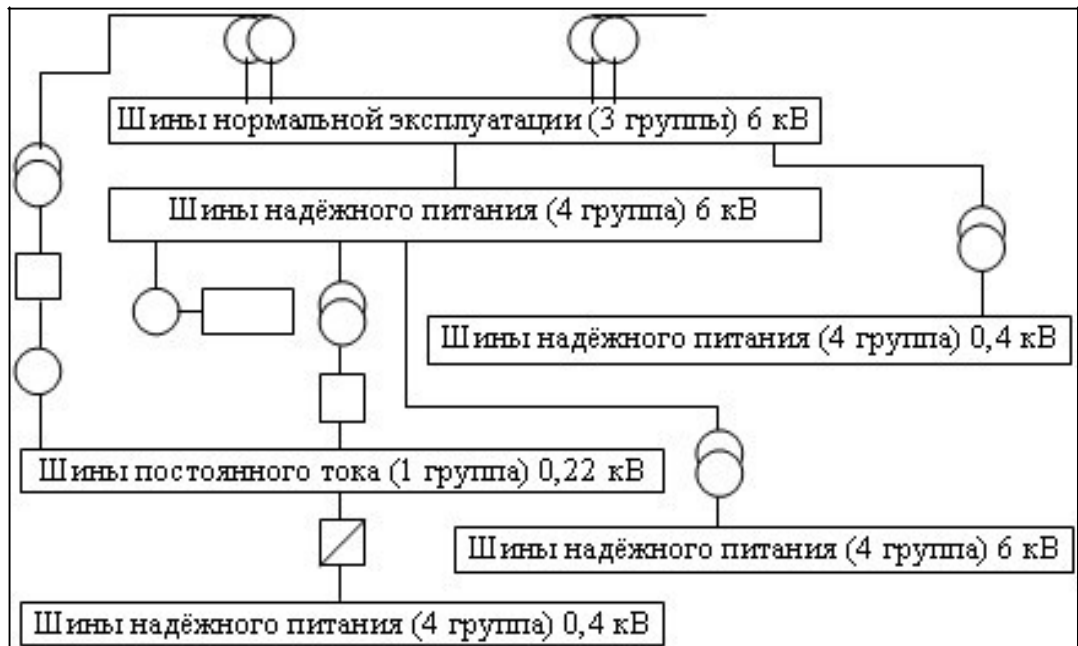 Шины нормальной эксплуатации (3 группы) 6 кВ
Шины надёжного питания (4 группа) 6 кВ
Шины надёжного питания (4 группа) 0,4 кВ
Шины постоянного тока (1 группа) 0,22 кВ
Шины надёжного питания (4 группа) 6 кВ
Шины надёжного питания (4 группа) 0,4 кВ